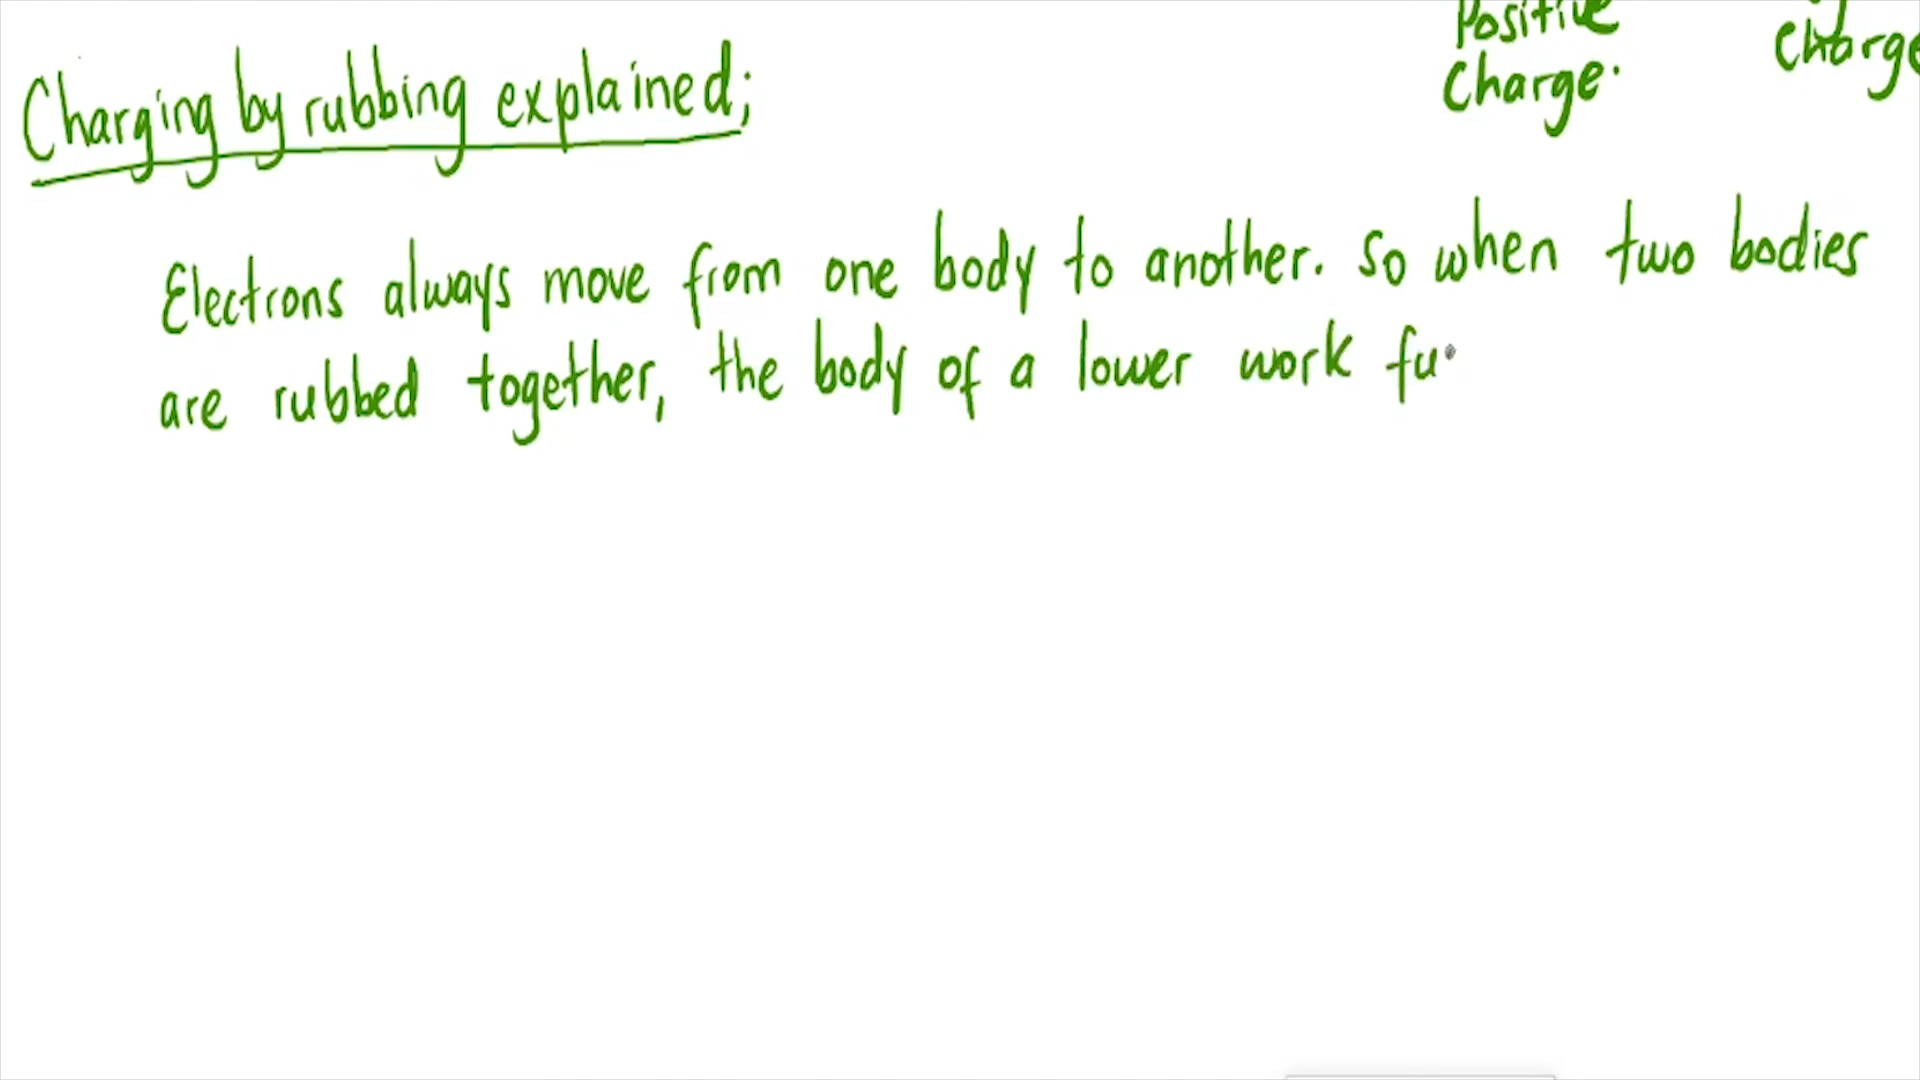 Positive
Charge.
Charge
Charging by rubbing explained;
Electrons always move from one body to another. So when two bodies
are rubbed together, the body of a lower work fu